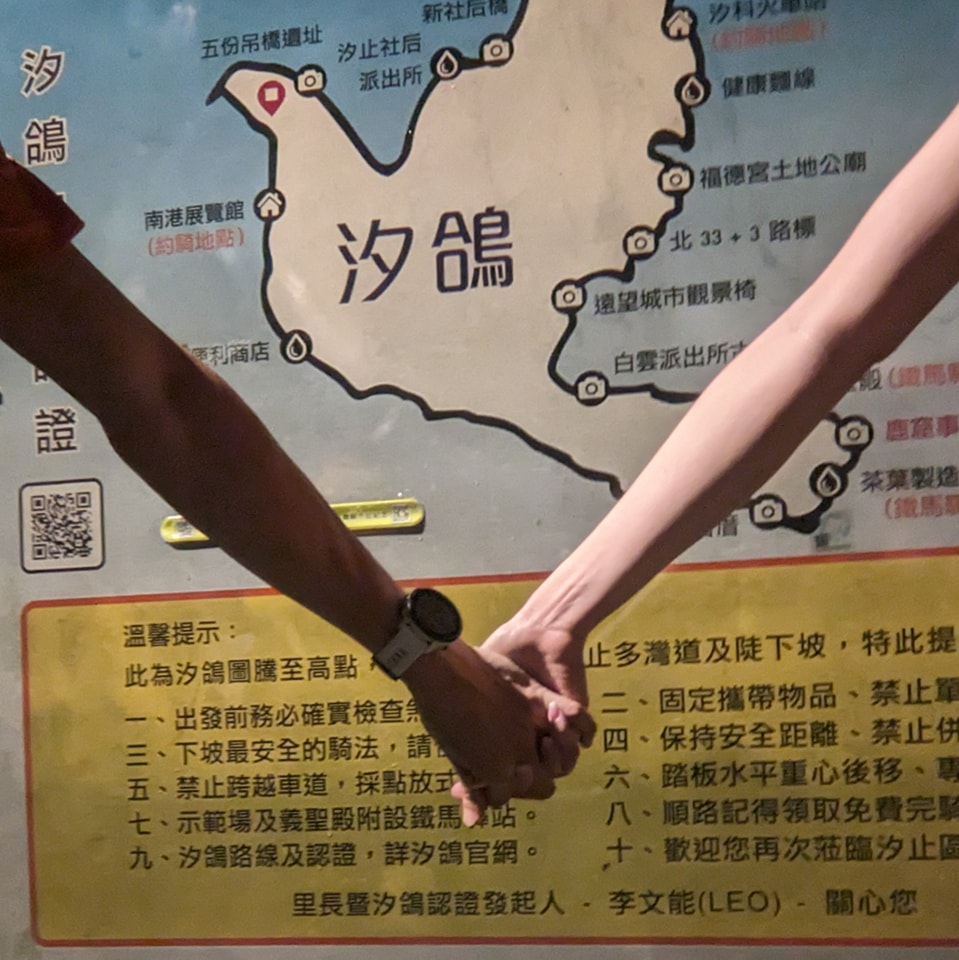 新社后橋
汐科火車站
(約騎地點)
五份吊橋遺址
汐止社后
派出所
健康麵線
汐鴿
福德宮土地公廟
南港展覽館
(約騎地點)
汐鴿
北 33 + 3 路標
遠望城市觀景椅
利商店
白雲派出所
(鐵馬
證
茶葉製造
(鐵馬
溫馨提示：
此為汐鴿圖騰至高點，
止多灣道及陡下坡，特此提
一、出發前務必確實檢查煞
二、固定攜帶物品、禁止單
三、下坡最安全的騎法，請
四、保持安全距離、禁止併
五、禁止跨越車道，採點放式
六、踏板水平重心後移、專
七、示範場及義聖殿附設鐵馬驛站。
八、順路記得領取免費完騎
九、汐鴿路線及認證，詳汐鴿官網。
十、歡迎您再次蒞臨汐止區
里長暨汐鴿認證發起人 - 李文能(LEO) - 關心您